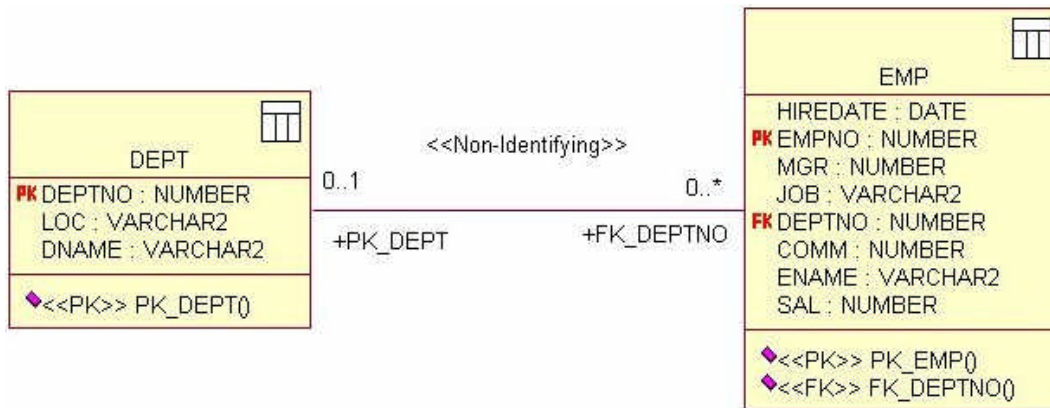 DEPT
PK DEPTNO : NUMBER
LOC : VARCHAR2
DNAME : VARCHAR2
<<PK>> PK_DEPT()
<<Non-Identifying>>
0..1
0..*
+PK_DEPT
+FK_DEPTNO
EMP
HIREDATE : DATE
PK EMPNO : NUMBER
MGR : NUMBER
JOB : VARCHAR2
FK DEPTNO : NUMBER
COMM : NUMBER
ENAME : VARCHAR2
SAL : NUMBER
<<PK>> PK_EMP()
<<FK>> FK_DEPTNO()